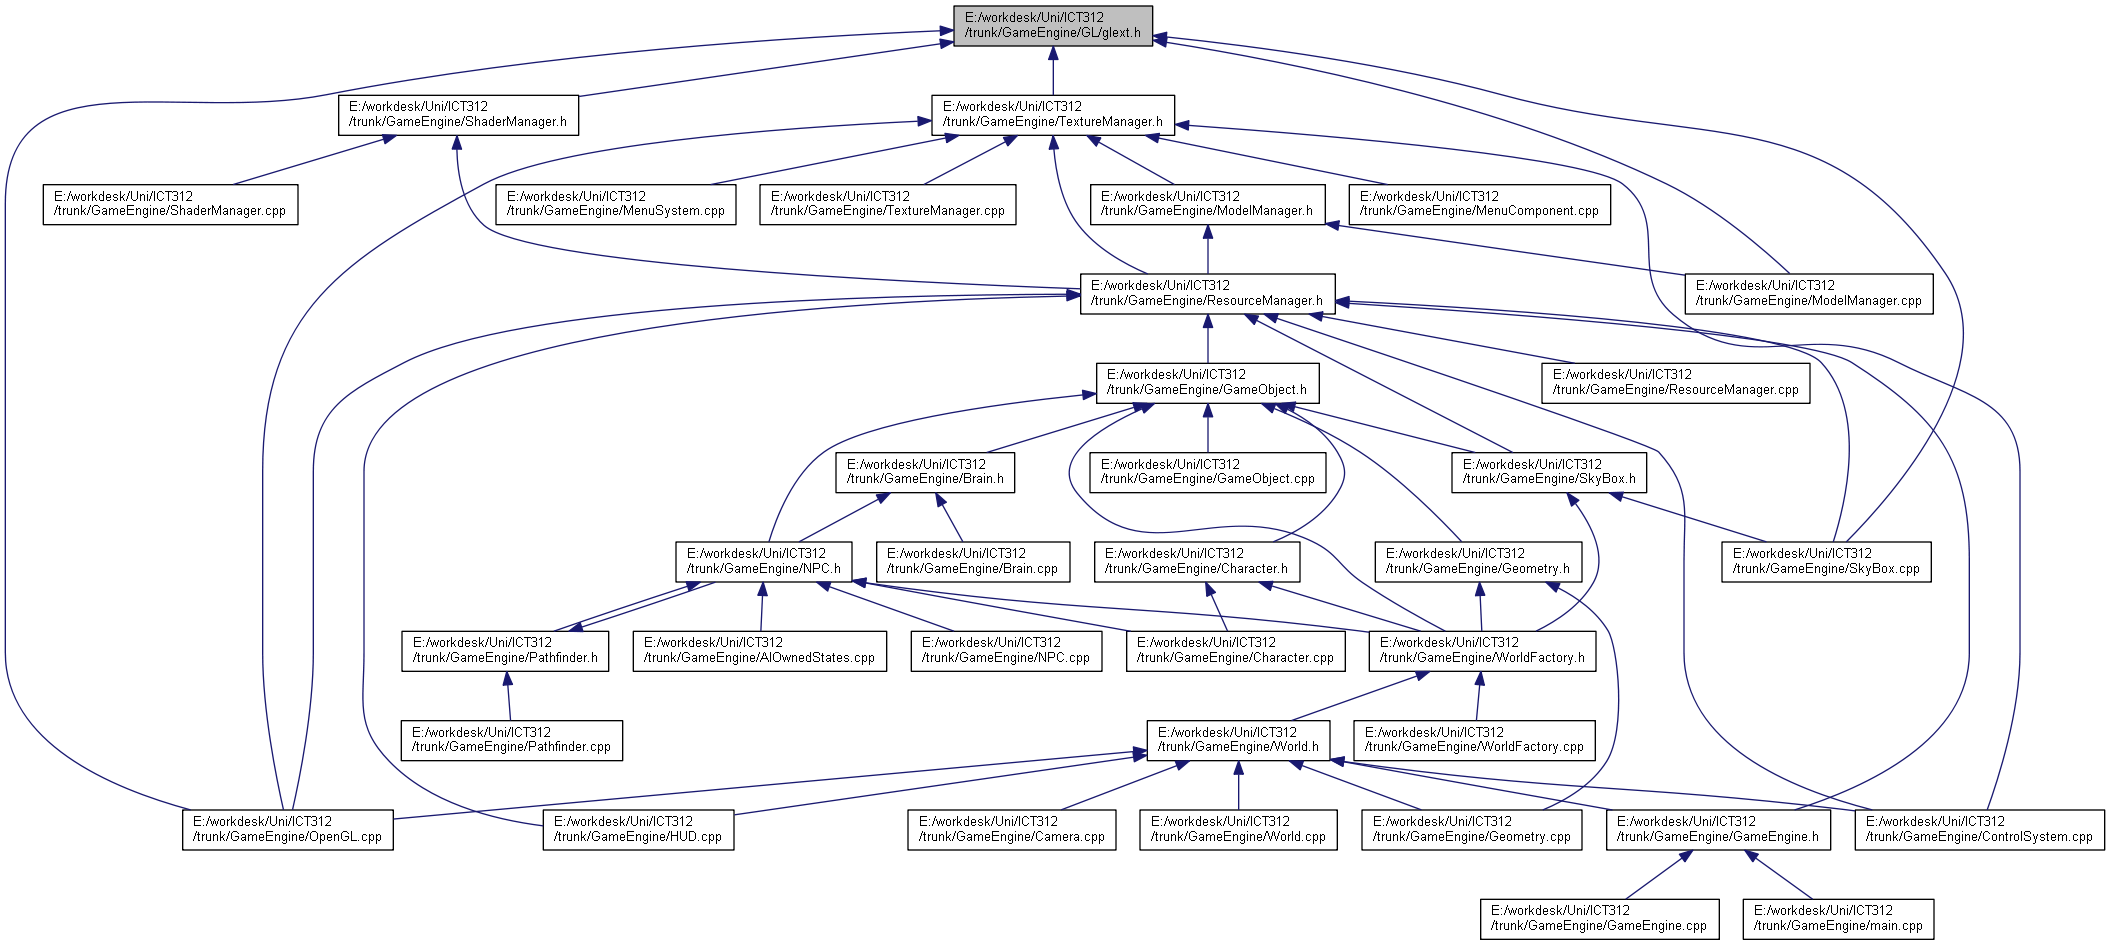 E:/workdesk/Uni/ICT312
/trunk/GameEngine/GL/glext.h
E:/workdesk/Uni/ICT312
/trunk/GameEngine/ShaderManager.h
E:/workdesk/Uni/ICT312
/trunk/GameEngine/TextureManager.h
E:/workdesk/Uni/ICT312
/trunk/GameEngine/ShaderManager.cpp
E:/workdesk/Uni/ICT312
/trunk/GameEngine/MenuSystem.cpp
E:/workdesk/Uni/ICT312
/trunk/GameEngine/TextureManager.cpp
E:/workdesk/Uni/ICT312
/trunk/GameEngine/ModelManager.h
E:/workdesk/Uni/ICT312
/trunk/GameEngine/MenuComponent.cpp
E:/workdesk/Uni/ICT312
/trunk/GameEngine/ResourceManager.h
E:/workdesk/Uni/ICT312
/trunk/GameEngine/ModelManager.cpp
E:/workdesk/Uni/ICT312
/trunk/GameEngine/GameObject.h
E:/workdesk/Uni/ICT312
/trunk/GameEngine/ResourceManager.cpp
E:/workdesk/Uni/ICT312
/trunk/GameEngine/Brain.h
E:/workdesk/Uni/ICT312
/trunk/GameEngine/GameObject.cpp
E:/workdesk/Uni/ICT312
/trunk/GameEngine/SkyBox.h
E:/workdesk/Uni/ICT312
/trunk/GameEngine/NPC.h
E:/workdesk/Uni/ICT312
/trunk/GameEngine/Brain.cpp
E:/workdesk/Uni/ICT312
/trunk/GameEngine/Character.h
E:/workdesk/Uni/ICT312
/trunk/GameEngine/Geometry.h
E:/workdesk/Uni/ICT312
/trunk/GameEngine/SkyBox.cpp
E:/workdesk/Uni/ICT312
/trunk/GameEngine/Pathfinder.h
E:/workdesk/Uni/ICT312
/trunk/GameEngine/AIOwnedStates.cpp
E:/workdesk/Uni/ICT312
/trunk/GameEngine/NPC.cpp
E:/workdesk/Uni/ICT312
/trunk/GameEngine/Character.cpp
E:/workdesk/Uni/ICT312
/trunk/GameEngine/WorldFactory.h
E:/workdesk/Uni/ICT312
/trunk/GameEngine/Pathfinder.cpp
E:/workdesk/Uni/ICT312
/trunk/GameEngine/World.h
E:/workdesk/Uni/ICT312
/trunk/GameEngine/WorldFactory.cpp
E:/workdesk/Uni/ICT312
/trunk/GameEngine/OpenGL.cpp
E:/workdesk/Uni/ICT312
/trunk/GameEngine/HUD.cpp
E:/workdesk/Uni/ICT312
/trunk/GameEngine/Camera.cpp
E:/workdesk/Uni/ICT312
/trunk/GameEngine/World.cpp
E:/workdesk/Uni/ICT312
/trunk/GameEngine/Geometry.cpp
E:/workdesk/Uni/ICT312
/trunk/GameEngine/GameEngine.h
E:/workdesk/Uni/ICT312
/trunk/GameEngine/ControlSystem.cpp
E:/workdesk/Uni/ICT312
/trunk/GameEngine/GameEngine.cpp
E:/workdesk/Uni/ICT312
/trunk/GameEngine/main.cpp